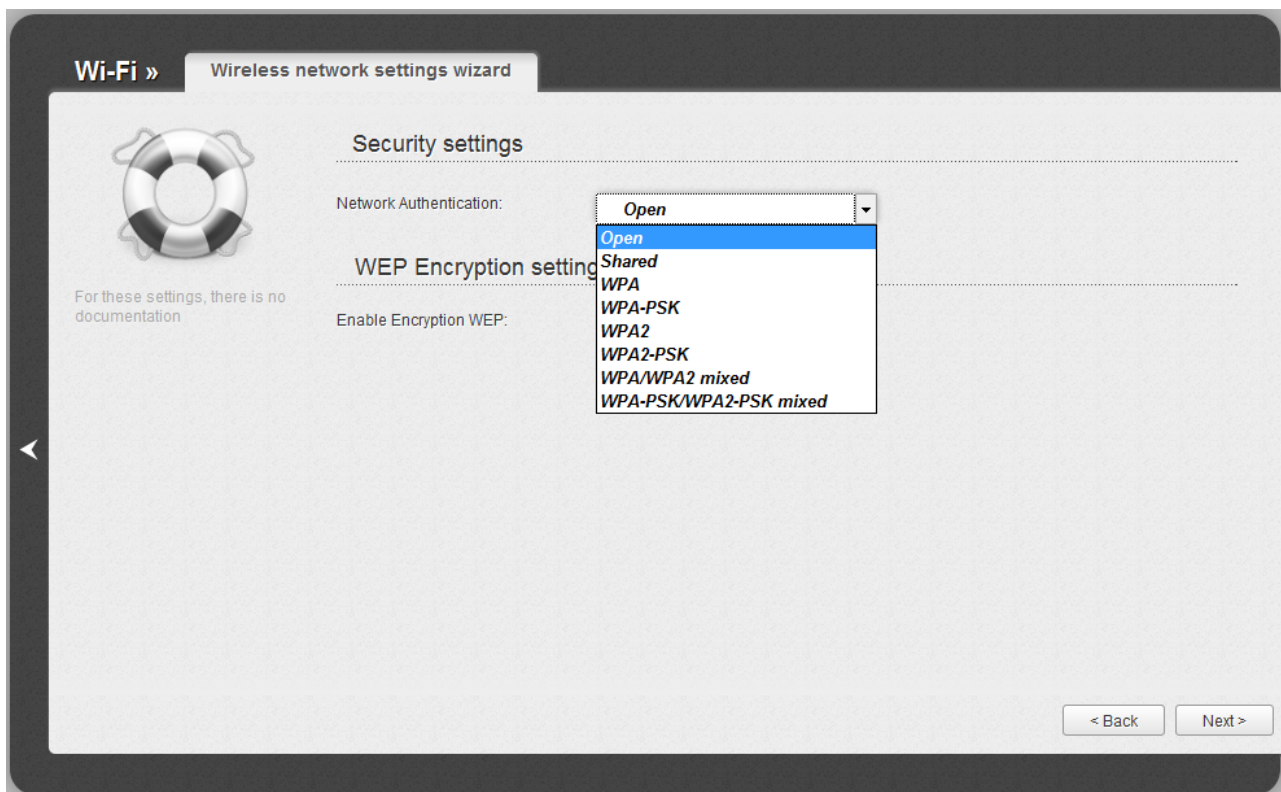 Wi-Fi »
Wireless network settings wizard
Security settings
Network Authentication:
Open
Open
Shared
WPA
WPA-PSK
WPA2
WPA2-PSK
WPA/WPA2 mixed
WPA-PSK/WPA2-PSK mixed
WEP Encryption setting
Enable Encryption WEP:
For these settings, there is no
documentation
< Back
Next >